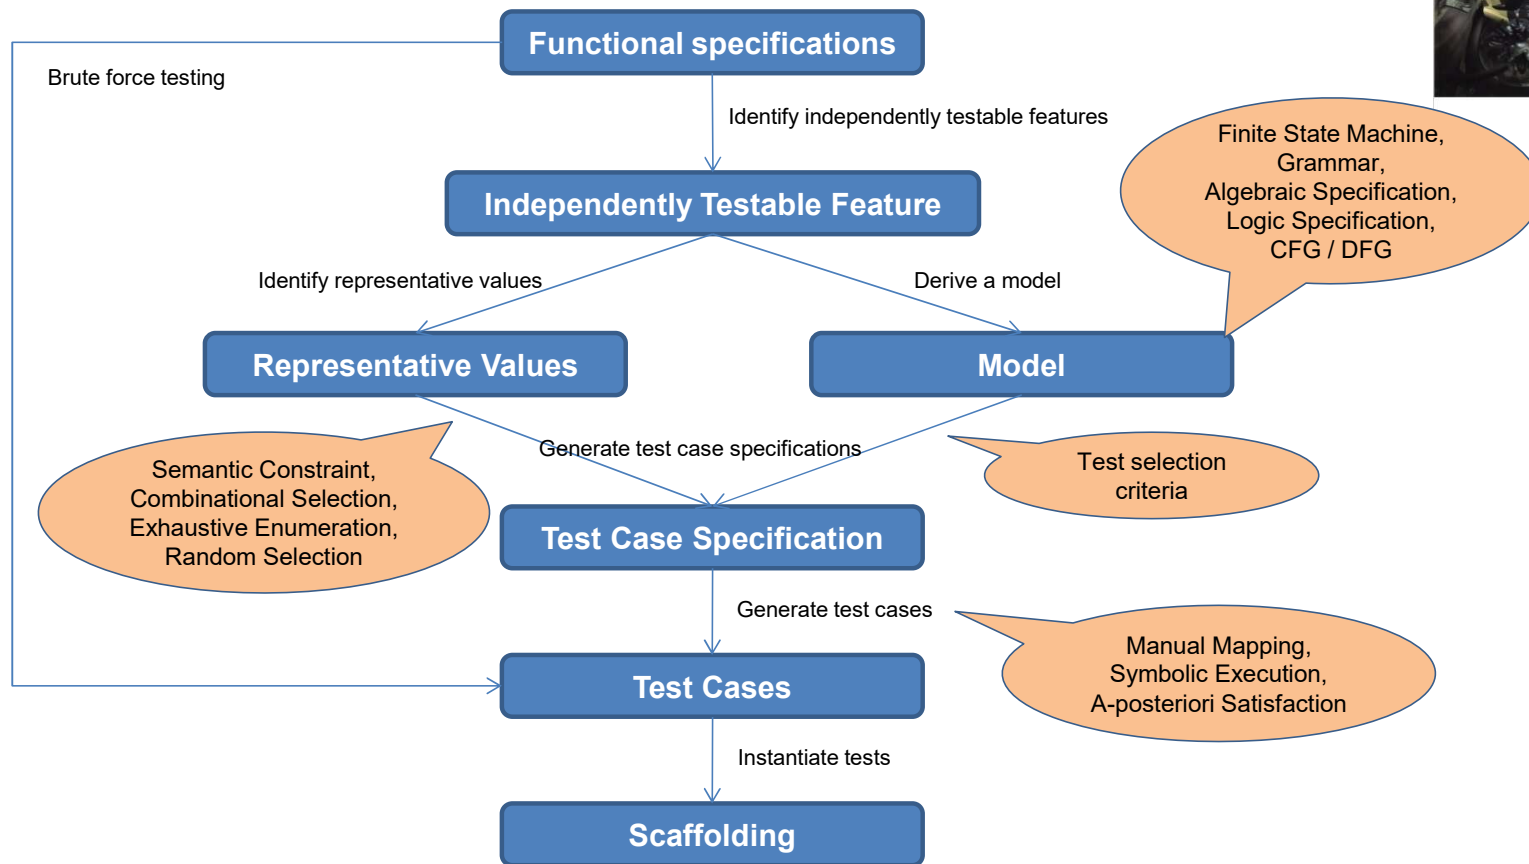 Functional specifications
Brute force testing
Identify independently testable features
Finite State Machine,
Grammar,
Algebraic Specification,
Logic Specification,
CFG / DFG
Independently Testable Feature
Identify representative values
Derive a model
Representative Values
Model
Generate test case specifications
Semantic Constraint,
Combinational Selection,
Exhaustive Enumeration,
Random Selection
Test selection
criteria
Test Case Specification
Generate test cases
Manual Mapping,
Symbolic Execution,
A-posteriori Satisfaction
Test Cases
Instantiate tests
Scaffolding